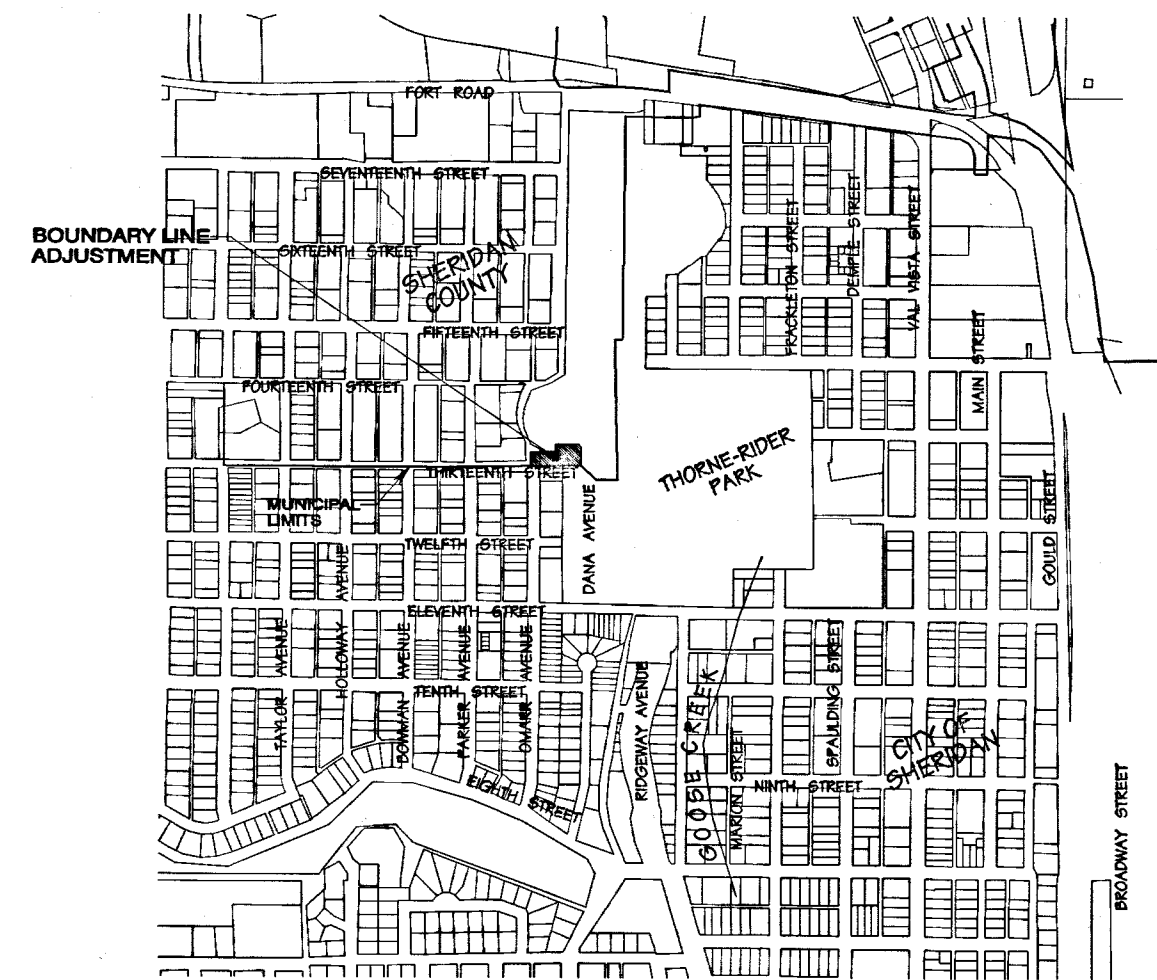 FORT ROAD
SEVENTEENTH STREET
BOUNDARY LINE
ADJUSTMENT
SIXTEENTH STREET
SHERIDAN
COUNTY
FRACKLETON STREET
DEMPLE STREET
VAL VISTA STREET
FIFTEENTH STREET
MAIN STREET
FOURTEENTH STREET
THORNE-RIDER
PARK
THIRTEENTH STREET
MUNICIPAL
LIMITS
DANA AVENUE
GOULD STREET
TWELFTH STREET
ELEVENTH STREET
TAYLOR AVENUE
HOLLOWAY AVENUE
BOWMAN AVENUE
PARKER AVENUE
OMARR AVENUE
TENTH STREET
RIDGEWAY AVENUE
GOOSE CREEK
MARION STREET
SPAULDING STREET
CITY OF
SHERIDAN
NINTH STREET
EIGHTH STREET
BROADWAY STREET